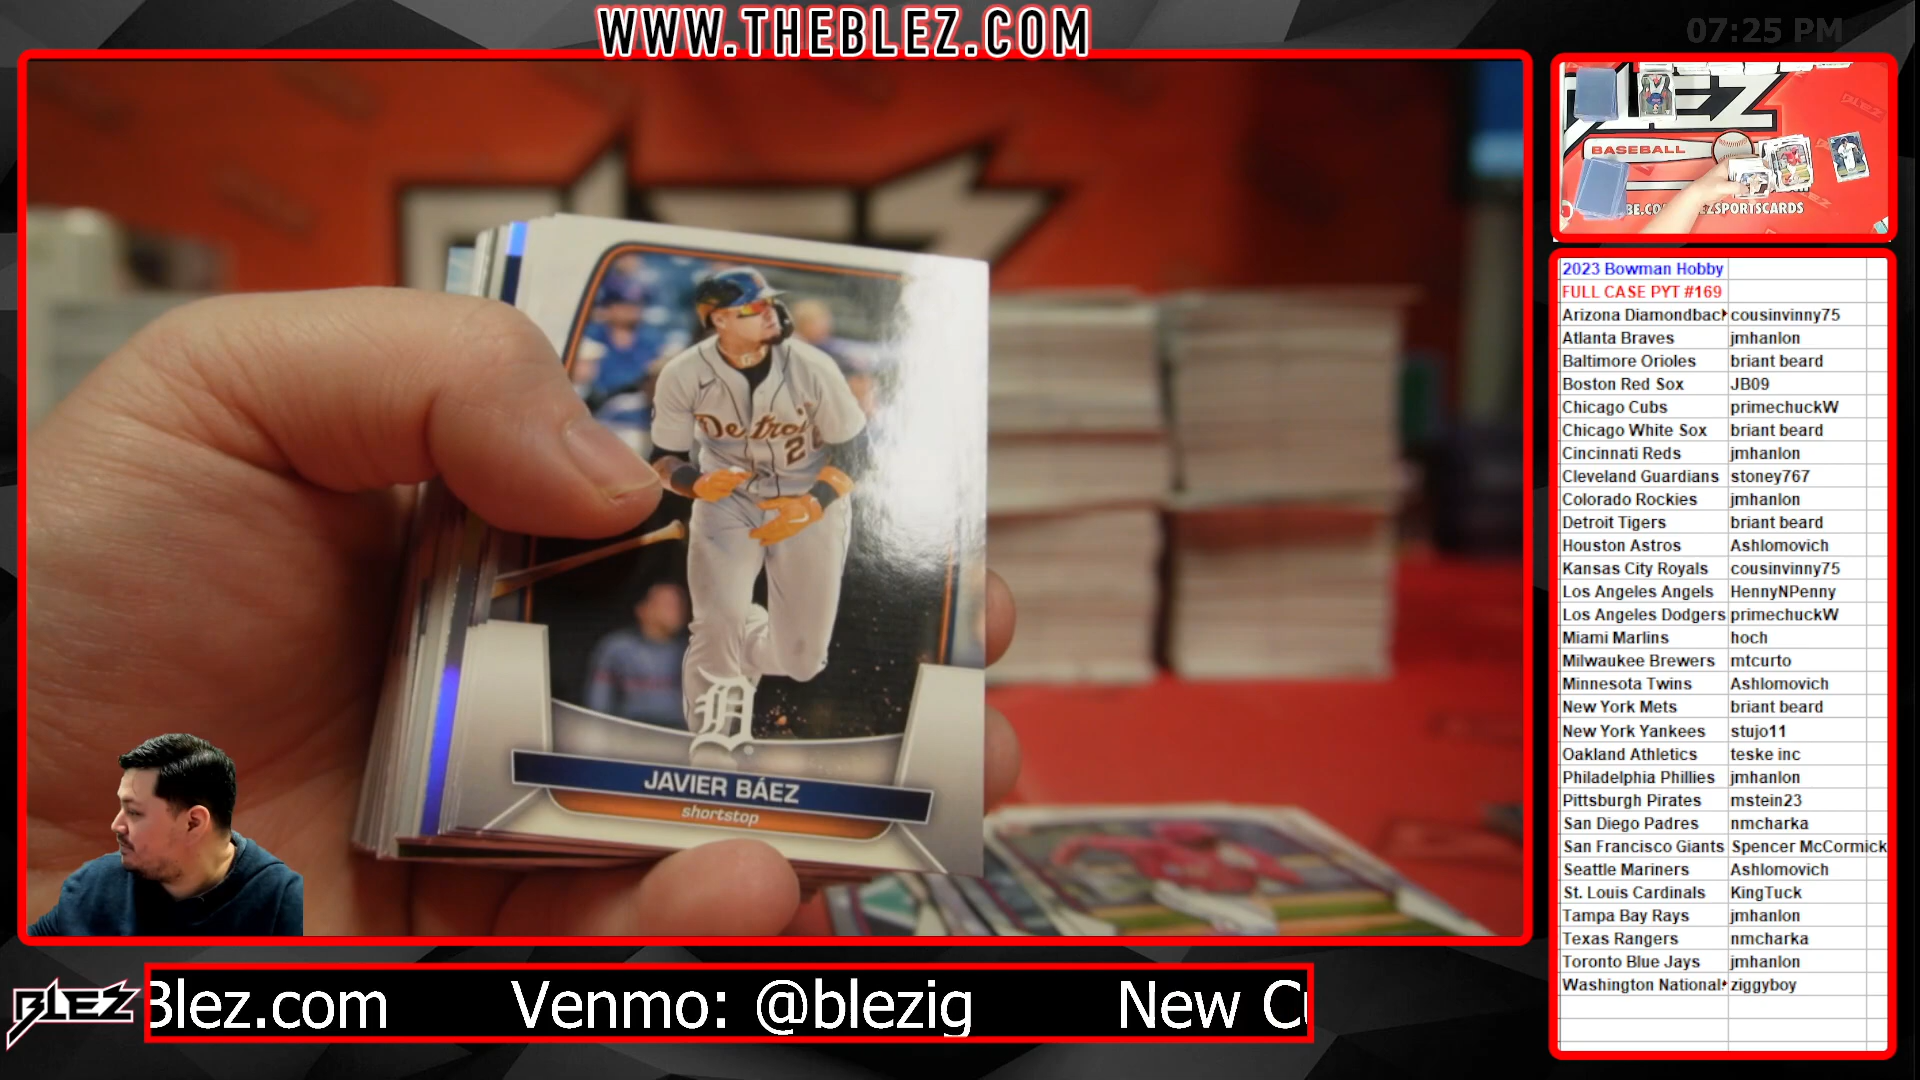 WWW.THEBLEZ.COM
07:25 PM
BASEBALL
BLEZ
Detroit
JAVIER BÁEZ
shortstop
2023 Bowman Hobby
FULL CASE PYT #169
Arizona Diamondbac cousinvinny75
Atlanta Braves jmhanlon
Baltimore Orioles briant beard
Boston Red Sox JB09
Chicago Cubs primechuckW
Chicago White Sox briant beard
Cincinnati Reds jmhanlon
Cleveland Guardians stoney767
Colorado Rockies jmhanlon
Detroit Tigers briant beard
Houston Astros Ashlomovich
Kansas City Royals cousinvinny75
Los Angeles Angels HennyNPenny
Los Angeles Dodgers primechuckW
Miami Marlins hoch
Milwaukee Brewers mtcurto
Minnesota Twins Ashlomovich
New York Mets briant beard
New York Yankees stujo11
Oakland Athletics teske inc
Philadelphia Phillies jmhanlon
Pittsburgh Pirates mstein23
San Diego Padres nmcharka
San Francisco Giants Spencer McCormick
Seattle Mariners Ashlomovich
St. Louis Cardinals KingTuck
Tampa Bay Rays jmhanlon
Texas Rangers nmcharka
Toronto Blue Jays jmhanlon
Washington National ziggyboy
BLEZ
Blez.com Venmo: @blezig New C